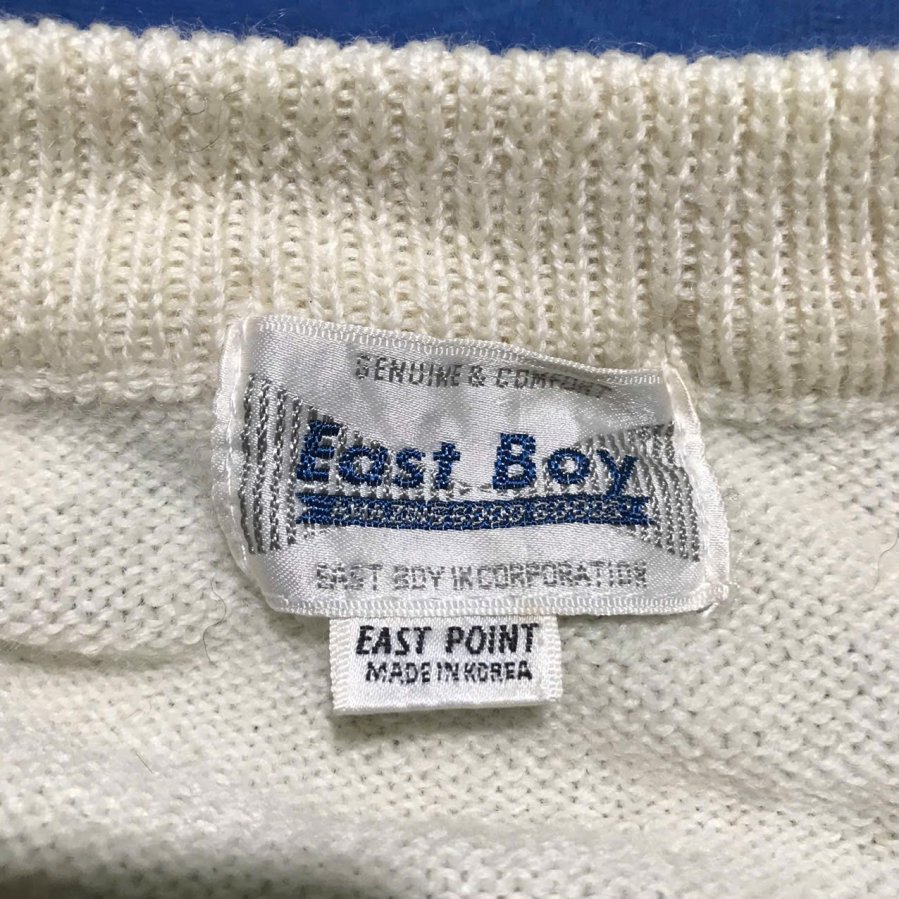 GENUINE & COMFORT
East Boy
EAST BOY INCORPORATION
EAST POINT
MADE IN KOREA